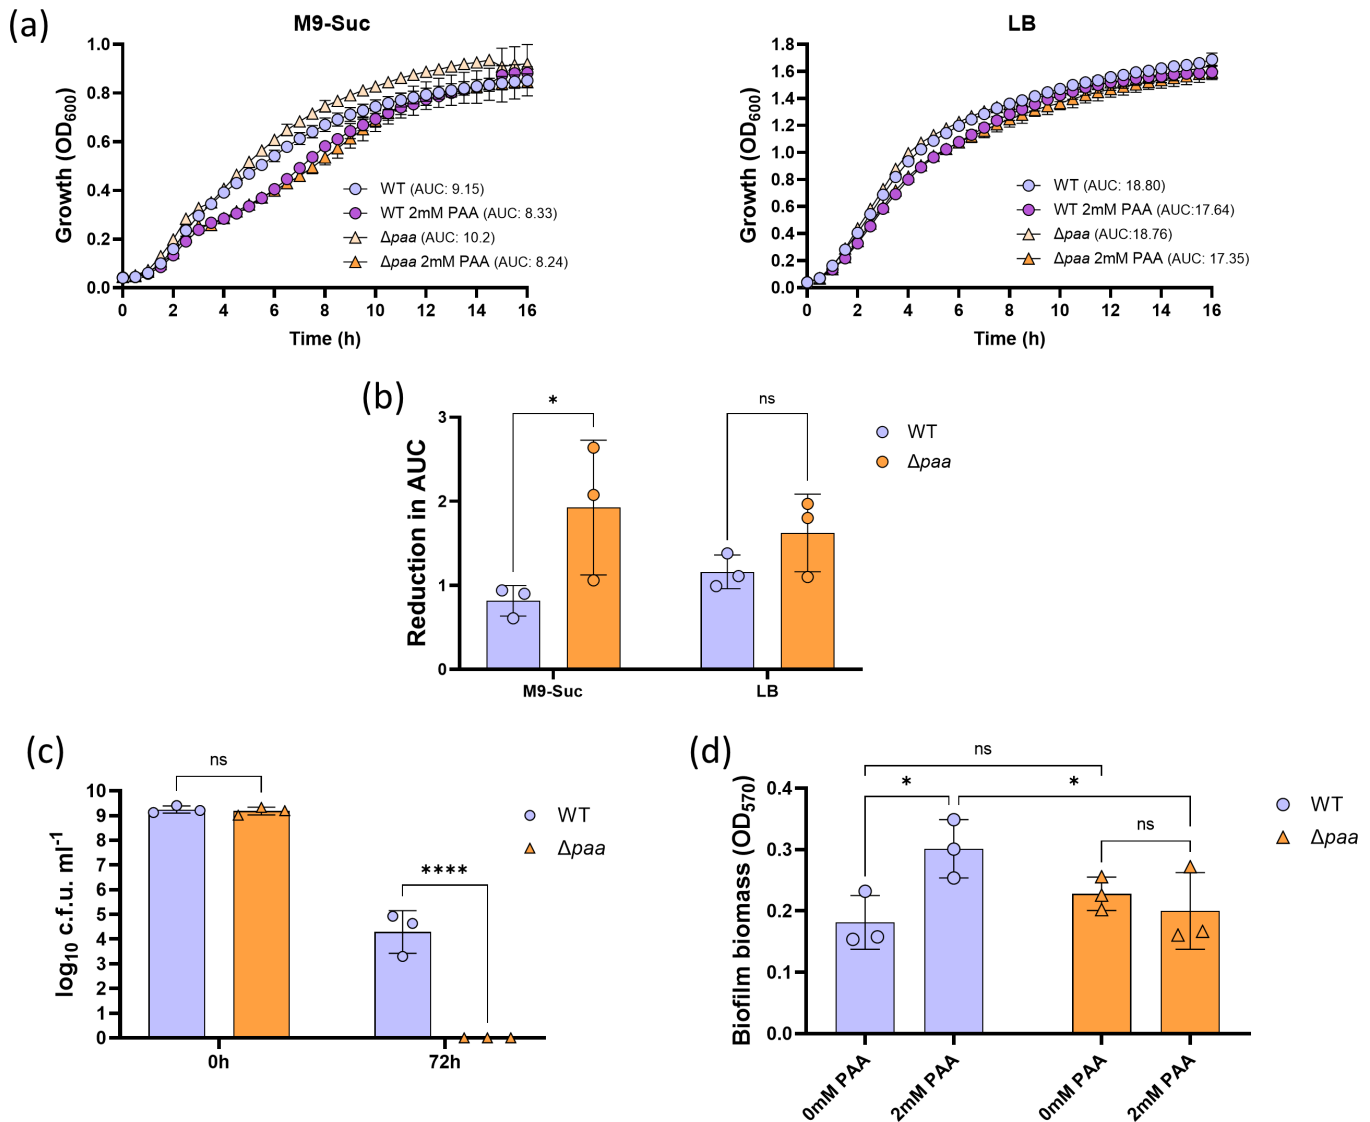 (a)
M9-Suc
Growth (OD600)
1.0
0.8
0.6
0.4
0.2
0.0
0 2 4 6 8 10 12 14 16
Time (h)
WT (AUC: 9.15)
WT 2mM PAA (AUC: 8.33)
Δpaa (AUC: 10.2)
Δpaa 2mM PAA (AUC: 8.24)
LB
Growth (OD600)
1.8
1.6
1.4
1.2
1.0
0.8
0.6
0.4
0.2
0.0
0 2 4 6 8 10 12 14 16
Time (h)
WT (AUC: 18.80)
WT 2mM PAA (AUC:17.64)
Δpaa (AUC:18.76)
Δpaa 2mM PAA (AUC: 17.35)
(b)
Reduction in AUC
3
2
1
0
*
ns
M9-Suc LB
WT
Δpaa
(c)
log10 c.f.u. ml-1
10
9
8
7
6
5
4
3
2
1
0
ns
****
0h 72h
WT
Δpaa
(d)
Biofilm biomass (OD570)
0.4
0.3
0.2
0.1
0.0
ns
* *
ns
0mM PAA 2mM PAA 0mM PAA 2mM PAA
WT
Δpaa